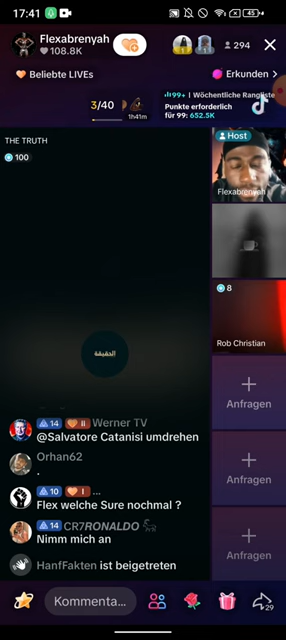 17:41
45
Flexabrenyah
108.8K
294
Beliebte LIVEs
Erkunden >
3/40
1h41m
99+ | Wöchentliche Rangliste
Punkte erforderlich
für 99: 652.5K
THE TRUTH
100
Host
Flexabrenyah
8
Rob Christian
الحقيقة
Anfragen
Anfragen
Anfragen
14 II Werner TV
@Salvatore Catanisi umdrehen
Orhan62
.
10 I ...
Flex welche Sure nochmal ?
14 CR7RONALDO
Nimm mich an
HanfFakten ist beigetreten
Kommenta...
29